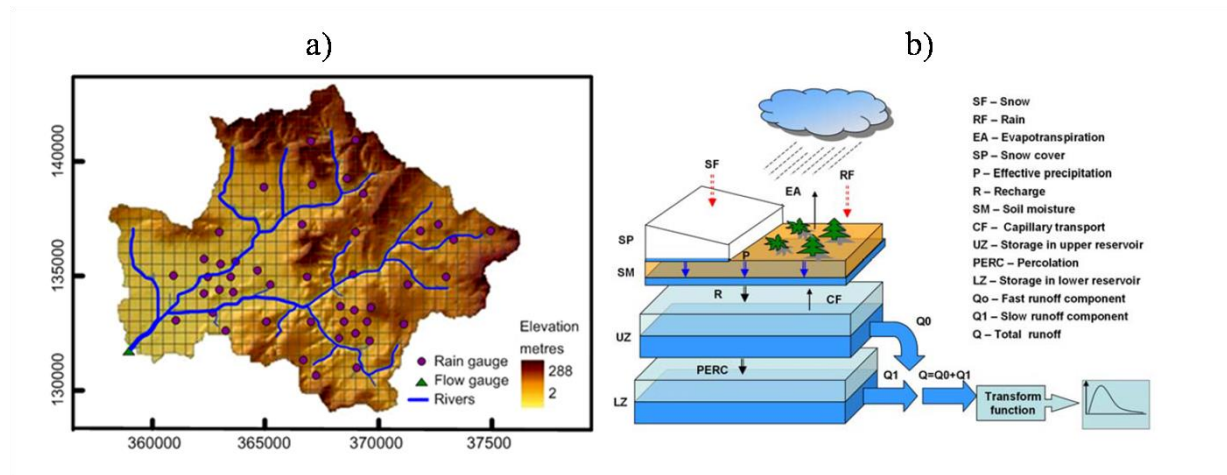 a)
140000
135000
130000
360000
365000
370000
37500
Elevation
metres
288
2
Rain gauge
Flow gauge
Rivers
b)
SF
EA
RF
SP
P
SM
R
CF
UZ
Q0
PERC
Q1
Q=Q0+Q1
LZ
Transform
function
SF – Snow
RF – Rain
EA – Evapotranspiration
SP – Snow cover
P – Effective precipitation
R – Recharge
SM – Soil moisture
CF – Capillary transport
UZ – Storage in upper reservoir
PERC – Percolation
LZ – Storage in lower reservoir
Qo – Fast runoff component
Q1 – Slow runoff component
Q – Total runoff